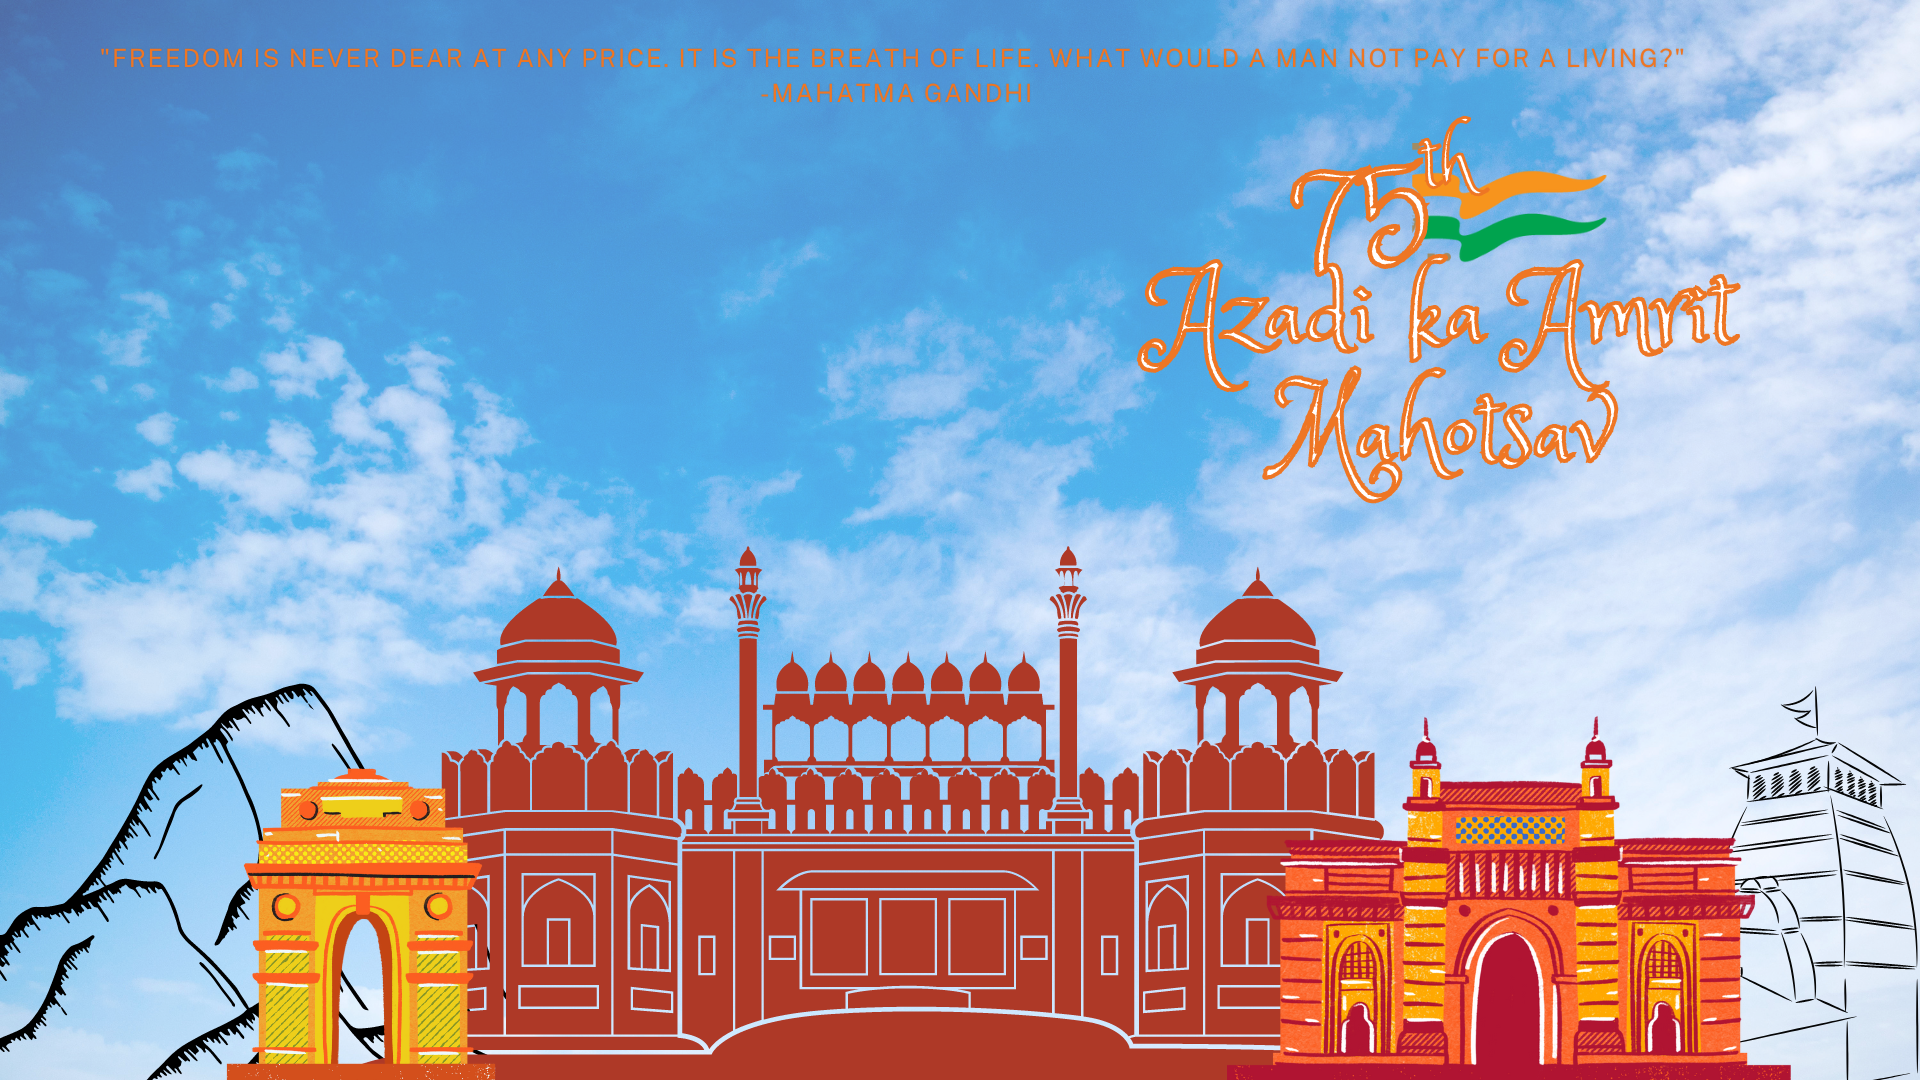 "FREEDOM IS NEVER DEAR AT ANY PRICE. IT IS THE BREATH OF LIFE. WHAT WOULD A MAN NOT PAY FOR A LIVING?"
-MAHATMA GANDHI
75th
Azadi ka Amrit
Mahotsav